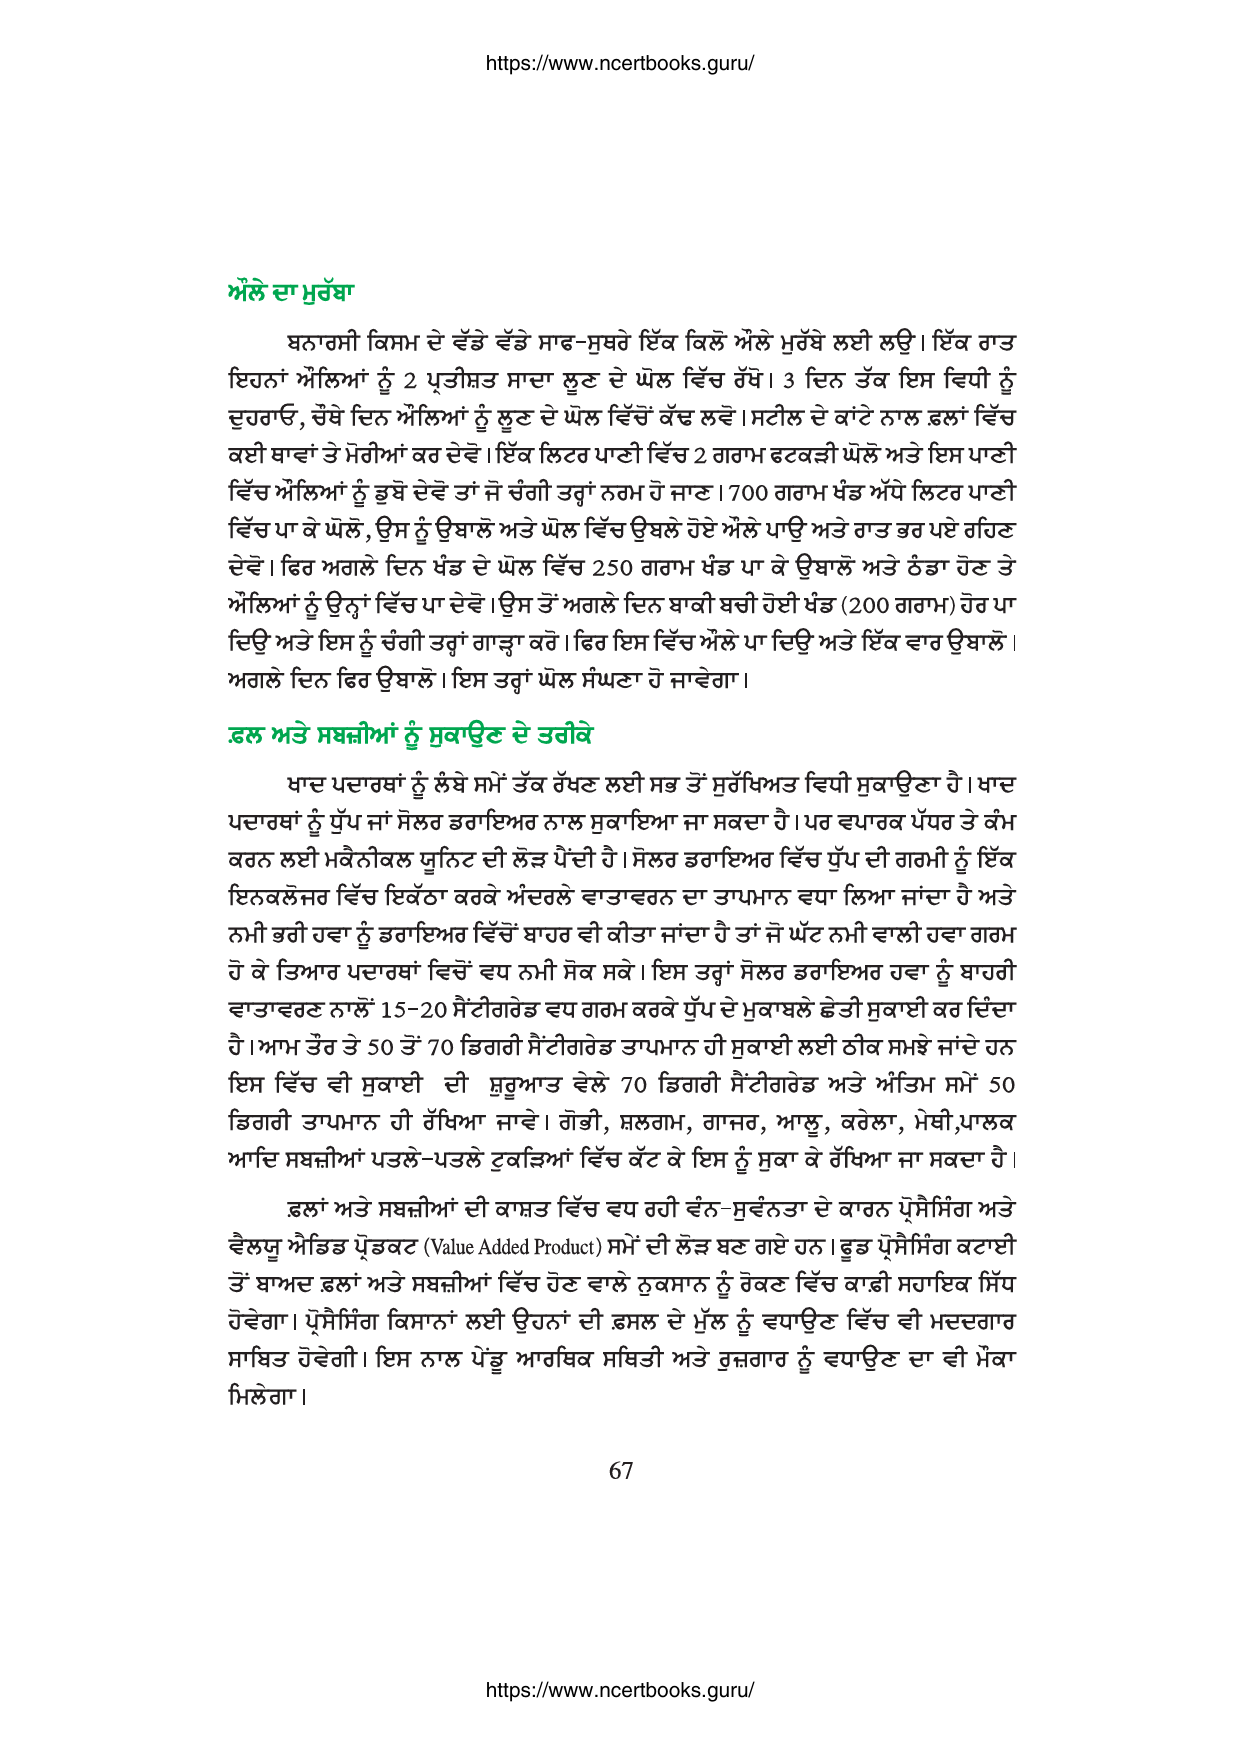 https://www.ncertbooks.guru/
ਔਲੇ ਦਾ ਮੁਰੱਬਾ
ਬਨਾਰਸੀ ਕਿਸਮ ਦੇ ਵੱਡੇ ਵੱਡੇ ਸਾਫ-ਸੁਥਰੇ ਇੱਕ ਕਿਲੋ ਔਲੇ ਮੁਰੱਬੇ ਲਈ ਲਉ। ਇੱਕ ਰਾਤ
ਇਹਨਾਂ ਔਲਿਆਂ ਨੂੰ 2 ਪ੍ਰਤੀਸ਼ਤ ਸਾਦਾ ਲੂਣ ਦੇ ਘੋਲ ਵਿੱਚ ਰੱਖੋ। 3 ਦਿਨ ਤੱਕ ਇਸ ਵਿਧੀ ਨੂੰ
ਦੁਹਰਾਓ, ਚੌਥੇ ਦਿਨ ਔਲਿਆਂ ਨੂੰ ਲੂਣ ਦੇ ਘੋਲ ਵਿੱਚੋਂ ਕੱਢ ਲਵੋ। ਸਟੀਲ ਦੇ ਕਾਂਟੇ ਨਾਲ ਫ਼ਲਾਂ ਵਿੱਚ
ਕਈ ਥਾਵਾਂ ਤੇ ਮੋਰੀਆਂ ਕਰ ਦੇਵੋ। ਇੱਕ ਲਿਟਰ ਪਾਣੀ ਵਿੱਚ 2 ਗਰਾਮ ਫਟਕੜੀ ਘੋਲੋ ਅਤੇ ਇਸ ਪਾਣੀ
ਵਿੱਚ ਔਲਿਆਂ ਨੂੰ ਡੁਬੋ ਦੇਵੋ ਤਾਂ ਜੋ ਚੰਗੀ ਤਰ੍ਹਾਂ ਨਰਮ ਹੋ ਜਾਣ। 700 ਗਰਾਮ ਖੰਡ ਅੱਧੇ ਲਿਟਰ ਪਾਣੀ
ਵਿੱਚ ਪਾ ਕੇ ਘੋਲੋ, ਉਸ ਨੂੰ ਉਬਾਲੋ ਅਤੇ ਘੋਲ ਵਿੱਚ ਉਬਲੇ ਹੋਏ ਔਲੇ ਪਾਉ ਅਤੇ ਰਾਤ ਭਰ ਪਏ ਰਹਿਣ
ਦੇਵੋ। ਫਿਰ ਅਗਲੇ ਦਿਨ ਖੰਡ ਦੇ ਘੋਲ ਵਿੱਚ 250 ਗਰਾਮ ਖੰਡ ਪਾ ਕੇ ਉਬਾਲੋ ਅਤੇ ਠੰਡਾ ਹੋਣ ਤੇ
ਔਲਿਆਂ ਨੂੰ ਉਨ੍ਹਾਂ ਵਿੱਚ ਪਾ ਦੇਵੋ। ਉਸ ਤੋਂ ਅਗਲੇ ਦਿਨ ਬਾਕੀ ਬਚੀ ਹੋਈ ਖੰਡ (200 ਗਰਾਮ) ਹੋਰ ਪਾ
ਦਿਉ ਅਤੇ ਇਸ ਨੂੰ ਚੰਗੀ ਤਰ੍ਹਾਂ ਗਾੜ੍ਹਾ ਕਰੋ। ਫਿਰ ਇਸ ਵਿੱਚ ਔਲੇ ਪਾ ਦਿਉ ਅਤੇ ਇੱਕ ਵਾਰ ਉਬਾਲੋ।
ਅਗਲੇ ਦਿਨ ਫਿਰ ਉਬਾਲੋ। ਇਸ ਤਰ੍ਹਾਂ ਘੋਲ ਸੰਘਣਾ ਹੋ ਜਾਵੇਗਾ।
ਫ਼ਲ ਅਤੇ ਸਬਜ਼ੀਆਂ ਨੂੰ ਸੁਕਾਉਣ ਦੇ ਤਰੀਕੇ
ਖਾਦ ਪਦਾਰਥਾਂ ਨੂੰ ਲੰਬੇ ਸਮੇਂ ਤੱਕ ਰੱਖਣ ਲਈ ਸਭ ਤੋਂ ਸੁਰੱਖਿਅਤ ਵਿਧੀ ਸੁਕਾਉਣਾ ਹੈ। ਖਾਦ
ਪਦਾਰਥਾਂ ਨੂੰ ਧੁੱਪ ਜਾਂ ਸੋਲਰ ਡਰਾਇਅਰ ਨਾਲ ਸੁਕਾਇਆ ਜਾ ਸਕਦਾ ਹੈ। ਪਰ ਵਪਾਰਕ ਪੱਧਰ ਤੇ ਕੰਮ
ਕਰਨ ਲਈ ਮਕੈਨੀਕਲ ਯੂਨਿਟ ਦੀ ਲੋੜ ਪੈਂਦੀ ਹੈ। ਸੋਲਰ ਡਰਾਇਅਰ ਵਿੱਚ ਧੁੱਪ ਦੀ ਗਰਮੀ ਨੂੰ ਇੱਕ
ਇਨਕਲੋਜਰ ਵਿੱਚ ਇਕੱਠਾ ਕਰਕੇ ਅੰਦਰਲੇ ਵਾਤਾਵਰਨ ਦਾ ਤਾਪਮਾਨ ਵਧਾ ਲਿਆ ਜਾਂਦਾ ਹੈ ਅਤੇ
ਨਮੀ ਭਰੀ ਹਵਾ ਨੂੰ ਡਰਾਇਅਰ ਵਿੱਚੋਂ ਬਾਹਰ ਵੀ ਕੀਤਾ ਜਾਂਦਾ ਹੈ ਤਾਂ ਜੋ ਘੱਟ ਨਮੀ ਵਾਲੀ ਹਵਾ ਗਰਮ
ਹੋ ਕੇ ਤਿਆਰ ਪਦਾਰਥਾਂ ਵਿਚੋਂ ਵਧ ਨਮੀ ਸੋਕ ਸਕੇ। ਇਸ ਤਰ੍ਹਾਂ ਸੋਲਰ ਡਰਾਇਅਰ ਹਵਾ ਨੂੰ ਬਾਹਰੀ
ਵਾਤਾਵਰਣ ਨਾਲੋਂ 15-20 ਸੈਂਟੀਗਰੇਡ ਵਧ ਗਰਮ ਕਰਕੇ ਧੁੱਪ ਦੇ ਮੁਕਾਬਲੇ ਛੇਤੀ ਸੁਕਾਈ ਕਰ ਦਿੰਦਾ
ਹੈ। ਆਮ ਤੌਰ ਤੇ 50 ਤੋਂ 70 ਡਿਗਰੀ ਸੈਂਟੀਗਰੇਡ ਤਾਪਮਾਨ ਹੀ ਸੁਕਾਈ ਲਈ ਠੀਕ ਸਮਝੇ ਜਾਂਦੇ ਹਨ
ਇਸ ਵਿੱਚ ਵੀ ਸੁਕਾਈ ਦੀ ਸ਼ੁਰੂਆਤ ਵੇਲੇ 70 ਡਿਗਰੀ ਸੈਂਟੀਗਰੇਡ ਅਤੇ ਅੰਤਿਮ ਸਮੇਂ 50
ਡਿਗਰੀ ਤਾਪਮਾਨ ਹੀ ਰੱਖਿਆ ਜਾਵੇ। ਗੋਭੀ, ਸ਼ਲਗਮ, ਗਾਜਰ, ਆਲੂ, ਕਰੇਲਾ, ਮੇਥੀ,ਪਾਲਕ
ਆਦਿ ਸਬਜ਼ੀਆਂ ਪਤਲੇ-ਪਤਲੇ ਟੁਕੜਿਆਂ ਵਿੱਚ ਕੱਟ ਕੇ ਇਸ ਨੂੰ ਸੁਕਾ ਕੇ ਰੱਖਿਆ ਜਾ ਸਕਦਾ ਹੈ।
ਫ਼ਲਾਂ ਅਤੇ ਸਬਜ਼ੀਆਂ ਦੀ ਕਾਸ਼ਤ ਵਿੱਚ ਵਧ ਰਹੀ ਵੰਨ-ਸੁਵੰਨਤਾ ਦੇ ਕਾਰਨ ਪ੍ਰੋਸੈਸਿੰਗ ਅਤੇ
ਵੈਲਯੂ ਐਡਿਡ ਪ੍ਰੋਡਕਟ (Value Added Product) ਸਮੇਂ ਦੀ ਲੋੜ ਬਣ ਗਏ ਹਨ। ਫੂਡ ਪ੍ਰੋਸੈਸਿੰਗ ਕਟਾਈ
ਤੋਂ ਬਾਅਦ ਫ਼ਲਾਂ ਅਤੇ ਸਬਜ਼ੀਆਂ ਵਿੱਚ ਹੋਣ ਵਾਲੇ ਨੁਕਸਾਨ ਨੂੰ ਰੋਕਣ ਵਿੱਚ ਕਾਫ਼ੀ ਸਹਾਇਕ ਸਿੱਧ
ਹੋਵੇਗਾ। ਪ੍ਰੋਸੈਸਿੰਗ ਕਿਸਾਨਾਂ ਲਈ ਉਹਨਾਂ ਦੀ ਫ਼ਸਲ ਦੇ ਮੁੱਲ ਨੂੰ ਵਧਾਉਣ ਵਿੱਚ ਵੀ ਮਦਦਗਾਰ
ਸਾਬਿਤ ਹੋਵੇਗੀ। ਇਸ ਨਾਲ ਪੇਂਡੂ ਆਰਥਿਕ ਸਥਿਤੀ ਅਤੇ ਰੁਜ਼ਗਾਰ ਨੂੰ ਵਧਾਉਣ ਦਾ ਵੀ ਮੌਕਾ
ਮਿਲੇਗਾ।
67
https://www.ncertbooks.guru/